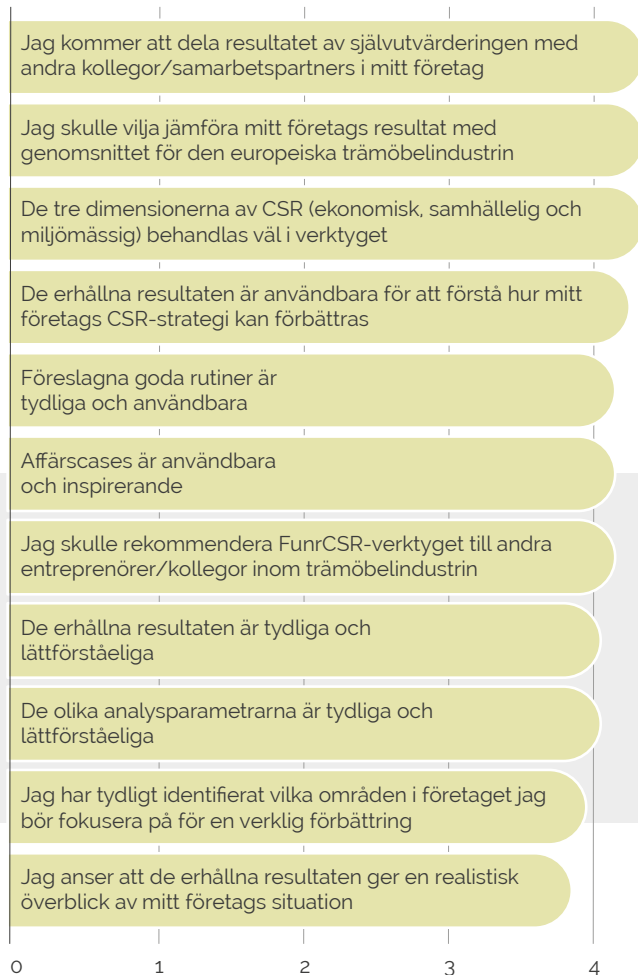 Jag kommer att dela resultatet av självutvärderingen med
andra kollegor/samarbetspartners i mitt företag
Jag skulle vilja jämföra mitt företags resultat med
genomsnittet för den europeiska trämöbelindustrin
De tre dimensionerna av CSR (ekonomisk, samhällelig och
miljömässig) behandlas väl i verktyget
De erhållna resultaten är användbara för att förstå hur mitt
företags CSR-strategi kan förbättras
Föreslagna goda rutiner är
tydliga och användbara
Affärscases är användbara
och inspirerande
Jag skulle rekommendera FunrCSR-verktyget till andra
entreprenörer/kollegor inom trämöbelindustrin
De erhållna resultaten är tydliga och
lättförståeliga
De olika analysparametrarna är tydliga och
lättförståeliga
Jag har tydligt identifierat vilka områden i företaget jag
bör fokusera på för en verklig förbättring
Jag anser att de erhållna resultaten ger en realistisk
överblick av mitt företags situation
0 1 2 3 4